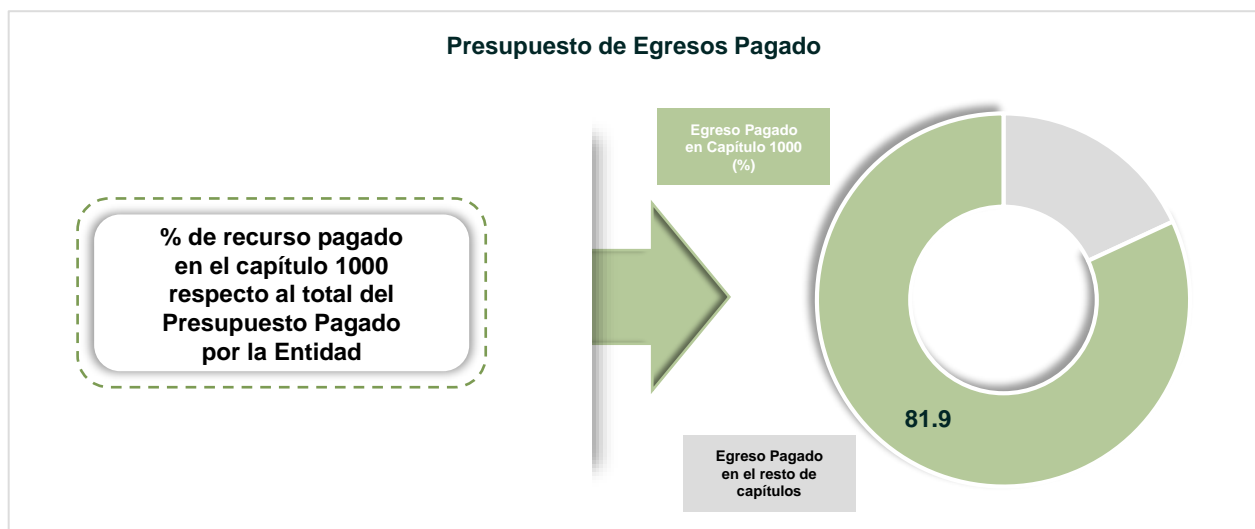 Presupuesto de Egresos Pagado
Egreso Pagado
en Capítulo 1000
(%)
% de recurso pagado
en el capítulo 1000
respecto al total del
Presupuesto Pagado
por la Entidad
81.9
Egreso Pagado
en el resto de
capítulos